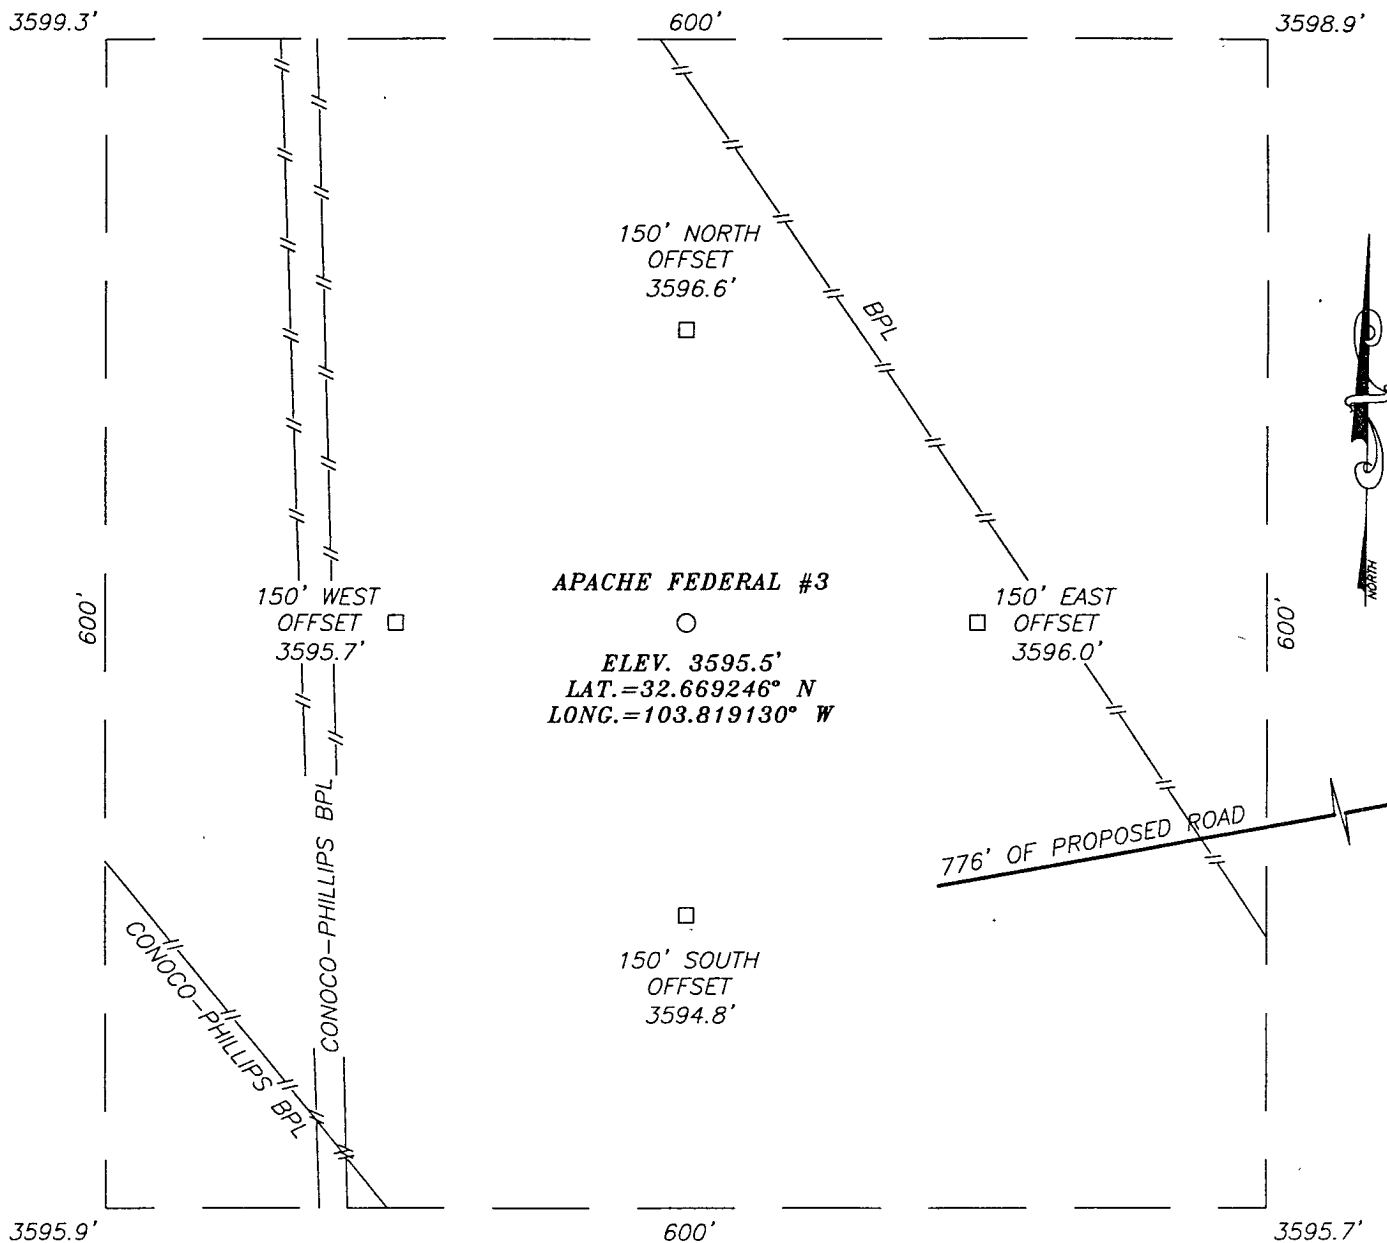 3599.3'
600'
3598.9'
150' NORTH
OFFSET
3596.6'
BPL
NORTH
600'
150' WEST
OFFSET
3595.7'
APACHE FEDERAL #3
ELEV. 3595.5'
LAT.=32.669246° N
LONG.=103.819130° W
150' EAST
OFFSET
3596.0'
600'
776' OF PROPOSED ROAD
CONOCO-PHILLIPS BPL
CONOCO-PHILLIPS BPL
150' SOUTH
OFFSET
3594.8'
3595.9'
600'
3595.7'